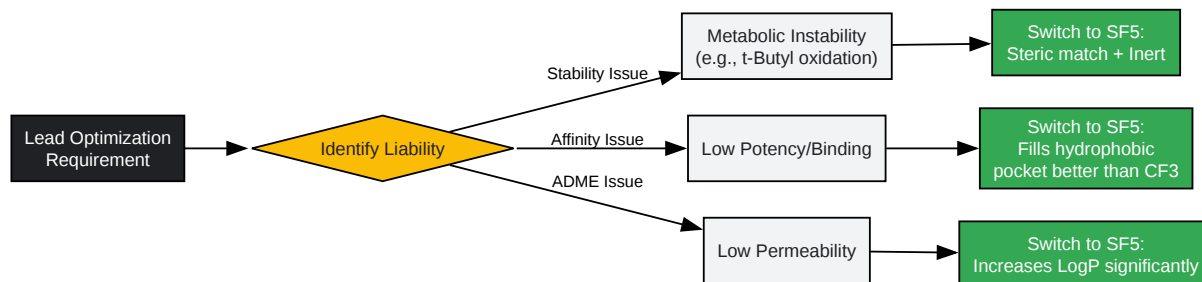 Lead Optimization
Requirement
Identify Liability
Stability Issue
Affinity Issue
ADME Issue
Metabolic Instability
(e.g., t-Butyl oxidation)
Low Potency/Binding
Low Permeability
Switch to SF5:
Steric match + Inert
Switch to SF5:
Fills hydrophobic
pocket better than CF3
Switch to SF5:
Increases LogP significantly